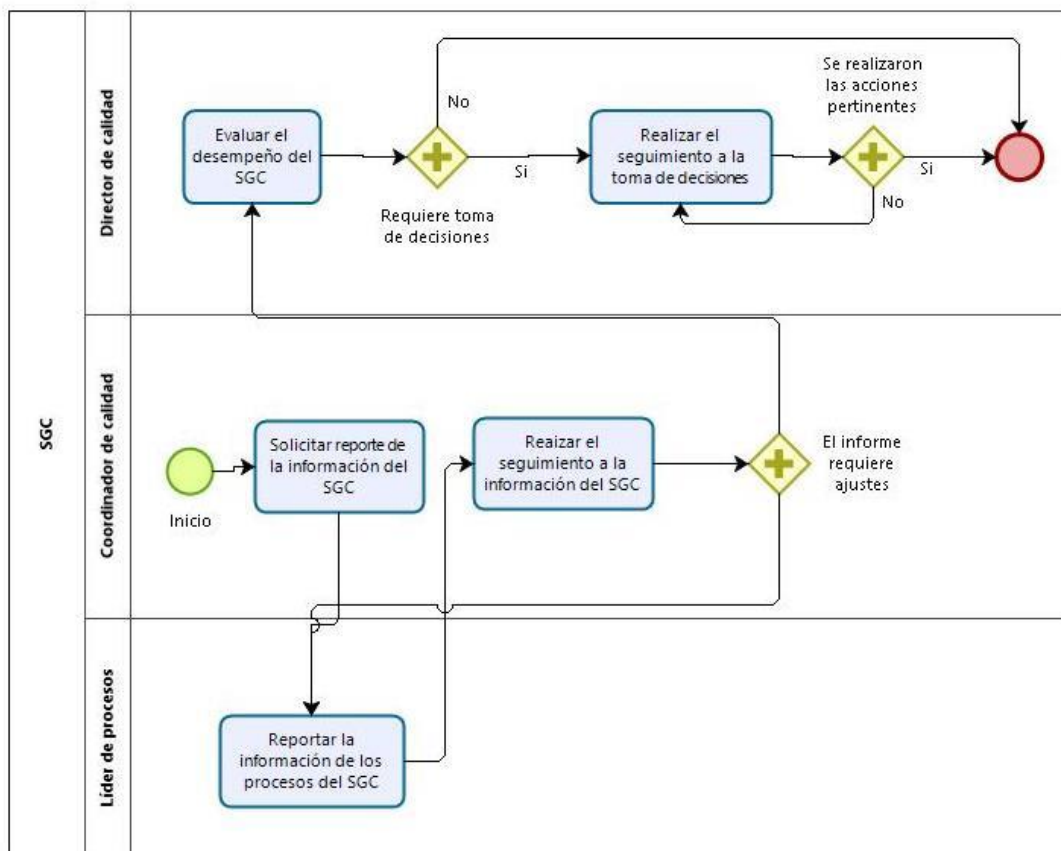 SGC
Director de calidad
Evaluar el
desempeño del
SGC
No
Si
Requiere toma
de decisiones
Realizar el
seguimiento a la
toma de decisiones
Se realizaron
las acciones
pertinentes
Si
No
Coordinador de calidad
Inicio
Solicitar reporte de
la información del
SGC
Reaizar el
seguimiento a la
información del SGC
El informe
requiere
ajustes
Líder de procesos
Reportar la
información de los
procesos del SGC